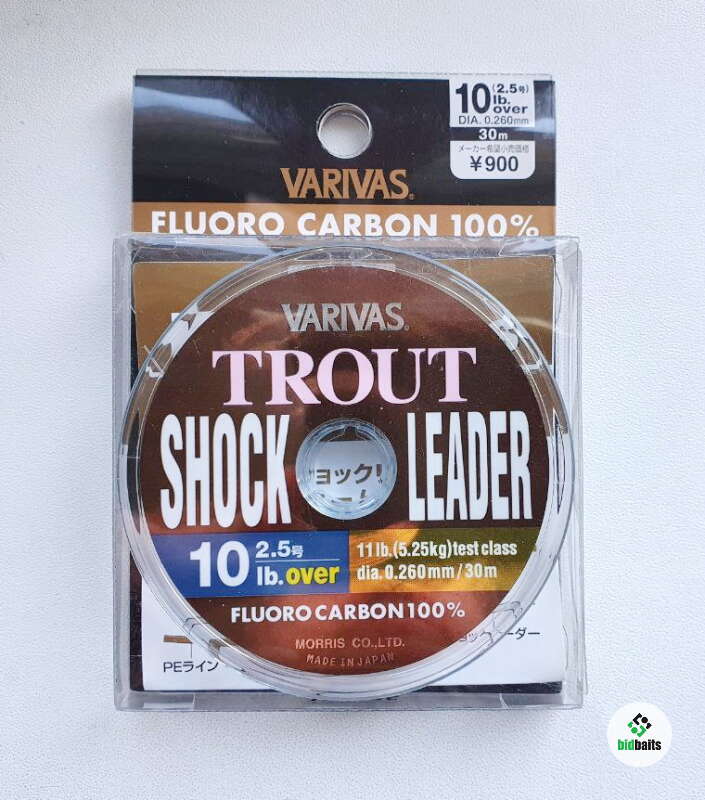 10 (2.5号)
lb.
over
DIA. 0.260mm
30m
メーカー希望小売価格
¥900
VARIVAS®
FLUORO CARBON 100%
VARIVAS®
TROUT
SHOCK LEADER
ョック!
10 2.5号
lb.over
11lb.(5.25kg)test class
dia.0.260mm/30m
FLUORO CARBON 100%
MORRIS CO.,LTD.
MADE IN JAPAN
PEライン
ーダー
bidbaits